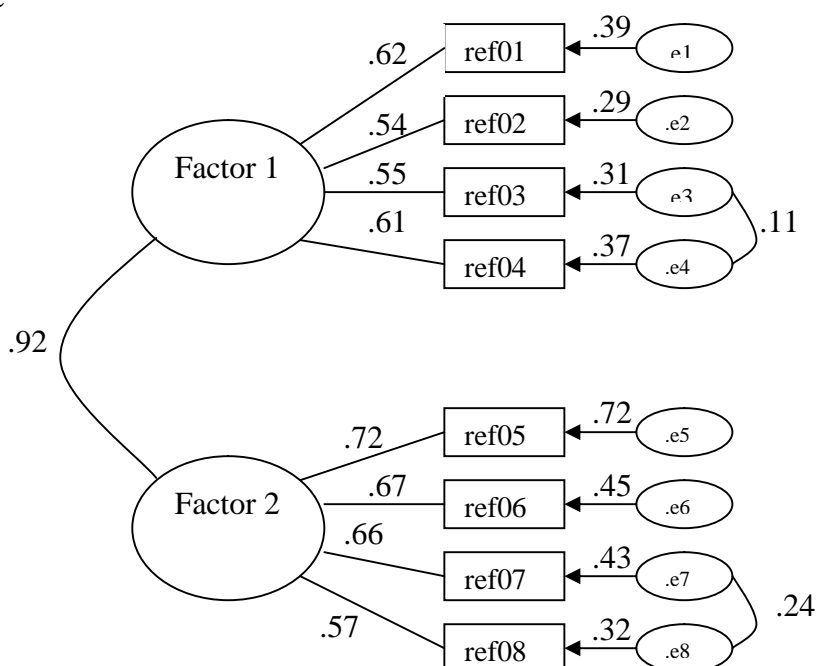 .62 ref01 .39 e1
.54 ref02 .29 .e2
Factor 1
.55 ref03 .31 e3
.11
.61 ref04 .37 .e4
.92
.72 ref05 .72 .e5
Factor 2
.67 ref06 .45 .e6
.66 ref07 .43 .e7
.24
.57 ref08 .32 .e8